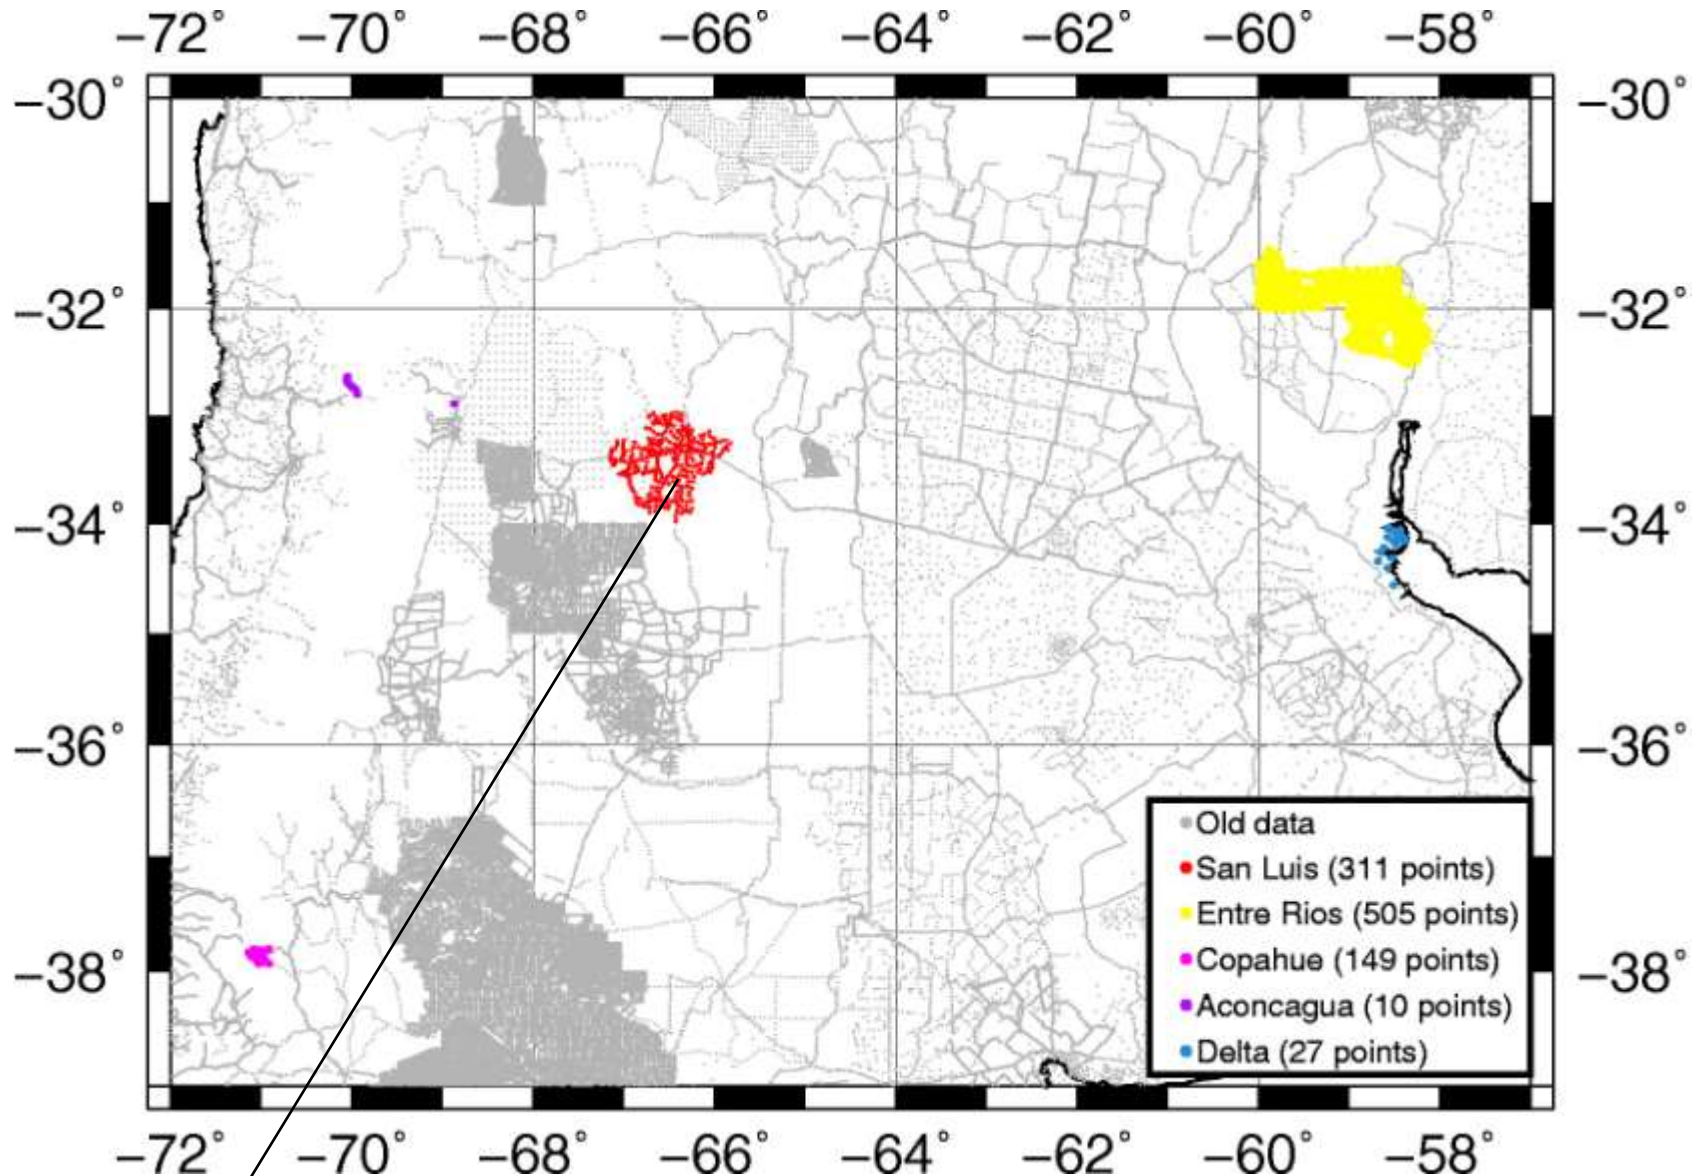 −72° −70° −68° −66° −64° −62° −60° −58°
−30° −30°
−32° −32°
−34° −34°
−36° −36°
Old data
San Luis (311 points)
Entre Rios (505 points)
−38° Copahue (149 points) −38°
Aconcagua (10 points)
Delta (27 points)
−72° −70° −68° −66° −64° −62° −60° −58°